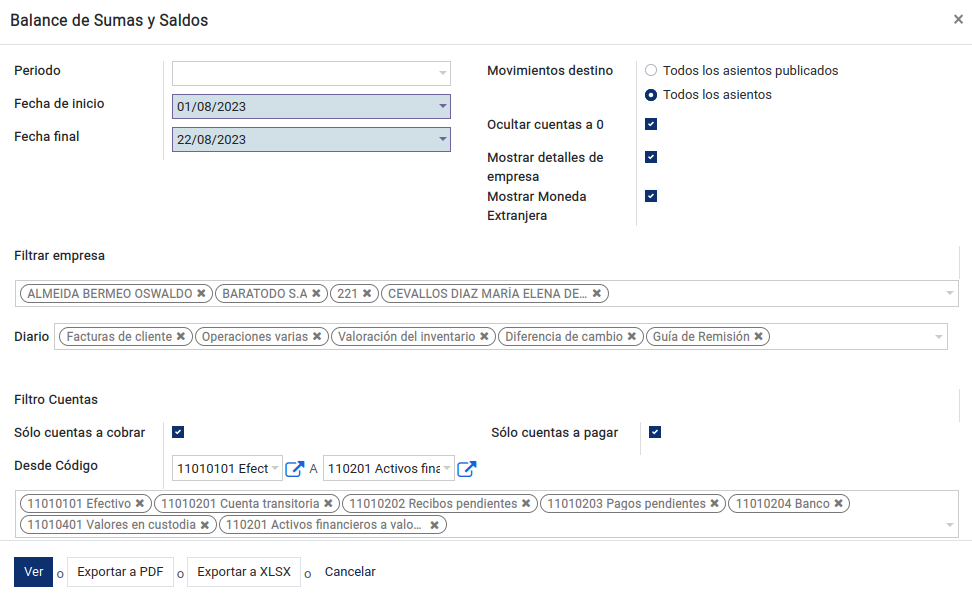 Balance de Sumas y Saldos
Periodo
Fecha de inicio 01/08/2023
Fecha final 22/08/2023
Movimientos destino
Todos los asientos publicados
Todos los asientos
Ocultar cuentas a 0
Mostrar detalles de
empresa
Mostrar Moneda
Extranjera
Filtrar empresa
ALMEIDA BERMEO OSWALDO BARATODO S.A 221 CEVALLOS DIAZ MARÍA ELENA DE...
Diario Facturas de cliente Operaciones varias Valoración del inventario Diferencia de cambio Guía de Remisión
Filtro Cuentas
Sólo cuentas a cobrar Sólo cuentas a pagar
Desde Código 11010101 Efect A 110201 Activos fina
11010101 Efectivo 11010201 Cuenta transitoria 11010202 Recibos pendientes 11010203 Pagos pendientes 11010204 Banco
11010401 Valores en custodia 110201 Activos financieros a valo...
Ver o Exportar a PDF o Exportar a XLSX o Cancelar